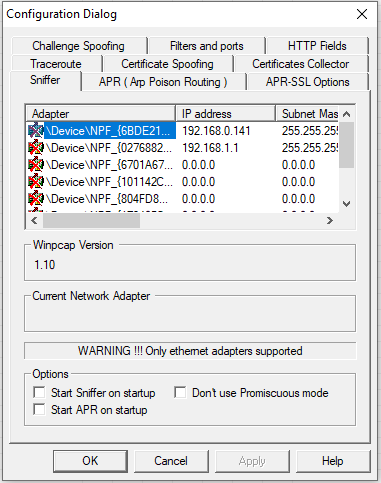 Configuration Dialog
Challenge Spoofing Filters and ports HTTP Fields
Traceroute Certificate Spoofing Certificates Collector
Sniffer APR ( Arp Poison Routing ) APR-SSL Options
Adapter IP address Subnet Mas
\Device\NPF_{6BDE21... 192.168.0.141 255.255.255
\Device\NPF_{0276882... 192.168.1.1 255.255.255
\Device\NPF_{6701A67... 0.0.0.0 0.0.0.0
\Device\NPF_{101142C... 0.0.0.0 0.0.0.0
\Device\NPF_{804FD8... 0.0.0.0 0.0.0.0
Winpcap Version
1.10
Current Network Adapter
WARNING !!! Only ethernet adapters supported
Options
Start Sniffer on startup Don't use Promiscuous mode
Start APR on startup
OK Cancel Apply Help